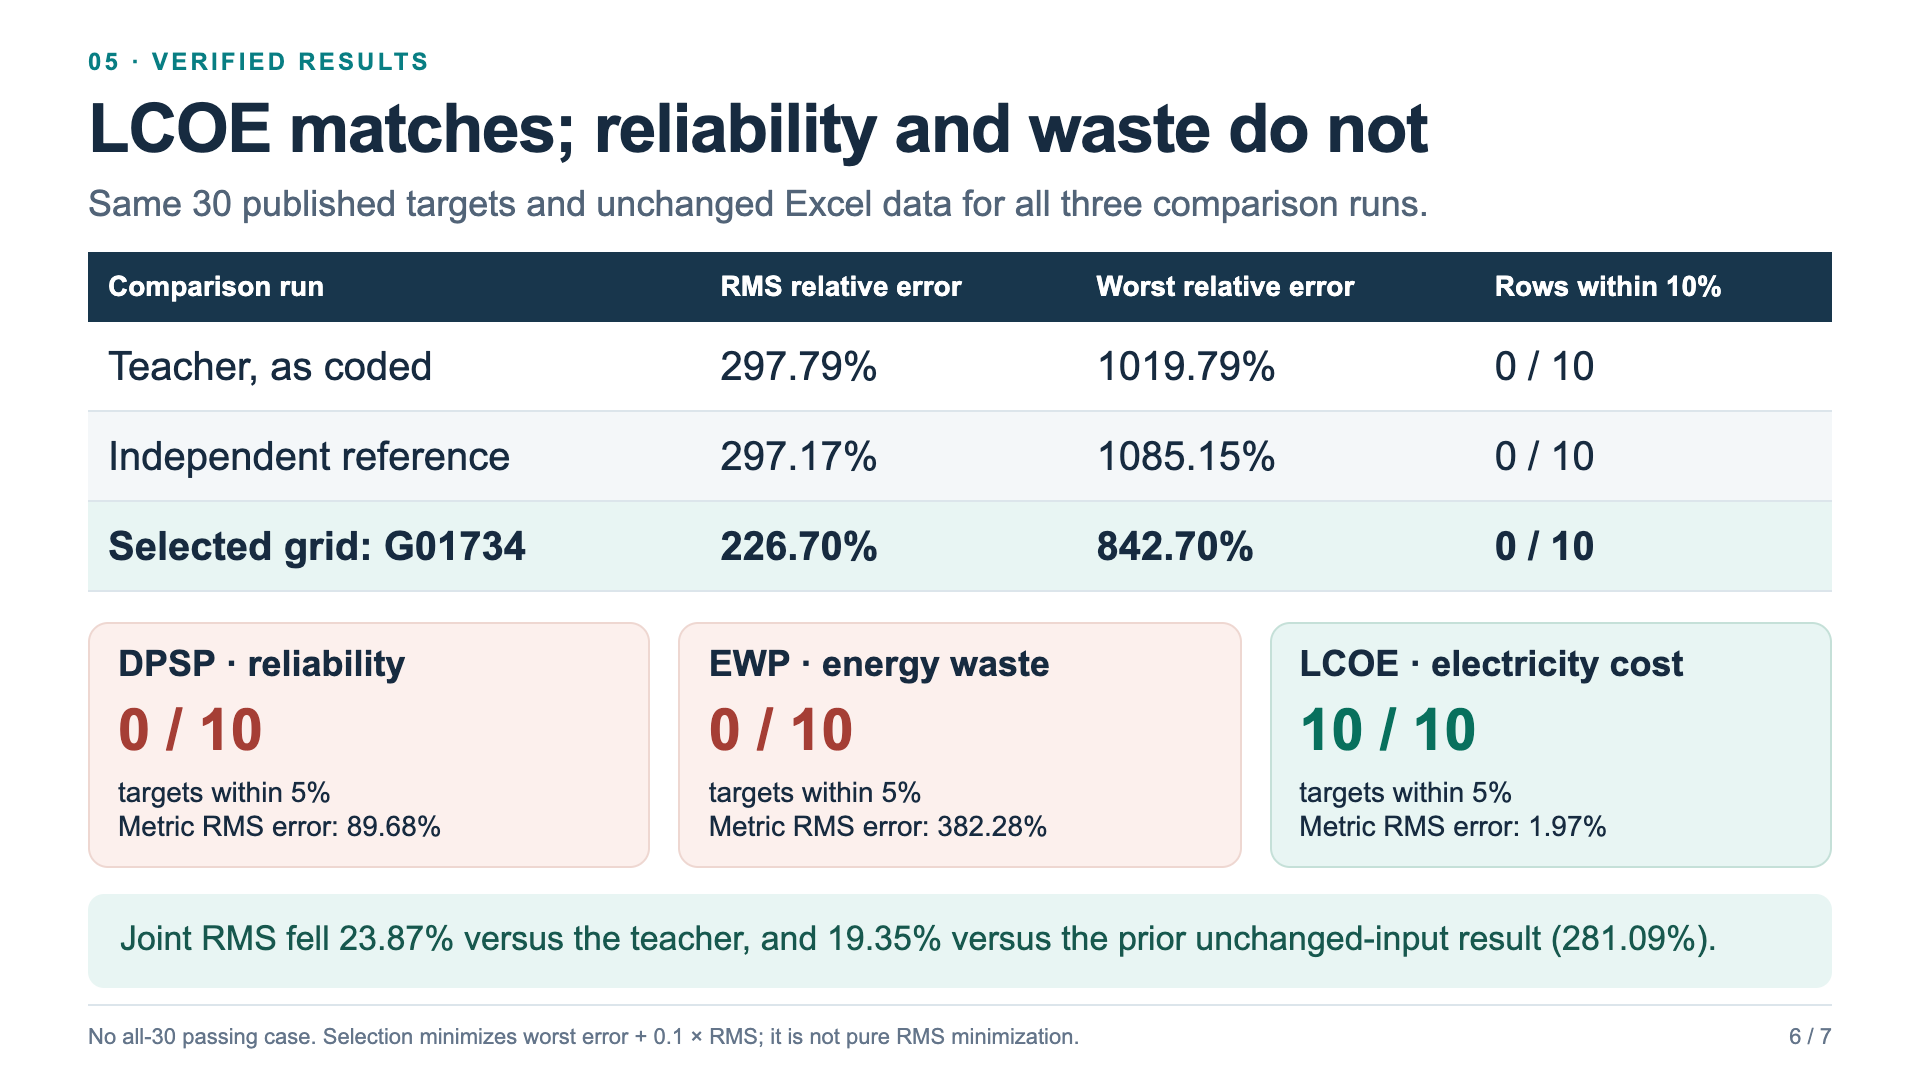 05 · VERIFIED RESULTS
LCOE matches; reliability and waste do not
Same 30 published targets and unchanged Excel data for all three comparison runs.
Comparison run RMS relative error Worst relative error Rows within 10%
Teacher, as coded 297.79% 1019.79% 0 / 10
Independent reference 297.17% 1085.15% 0 / 10
Selected grid: G01734 226.70% 842.70% 0 / 10
DPSP · reliability
0 / 10
targets within 5%
Metric RMS error: 89.68%
EWP · energy waste
0 / 10
targets within 5%
Metric RMS error: 382.28%
LCOE · electricity cost
10 / 10
targets within 5%
Metric RMS error: 1.97%
Joint RMS fell 23.87% versus the teacher, and 19.35% versus the prior unchanged-input result (281.09%).
No all-30 passing case. Selection minimizes worst error + 0.1 × RMS; it is not pure RMS minimization.
6 / 7